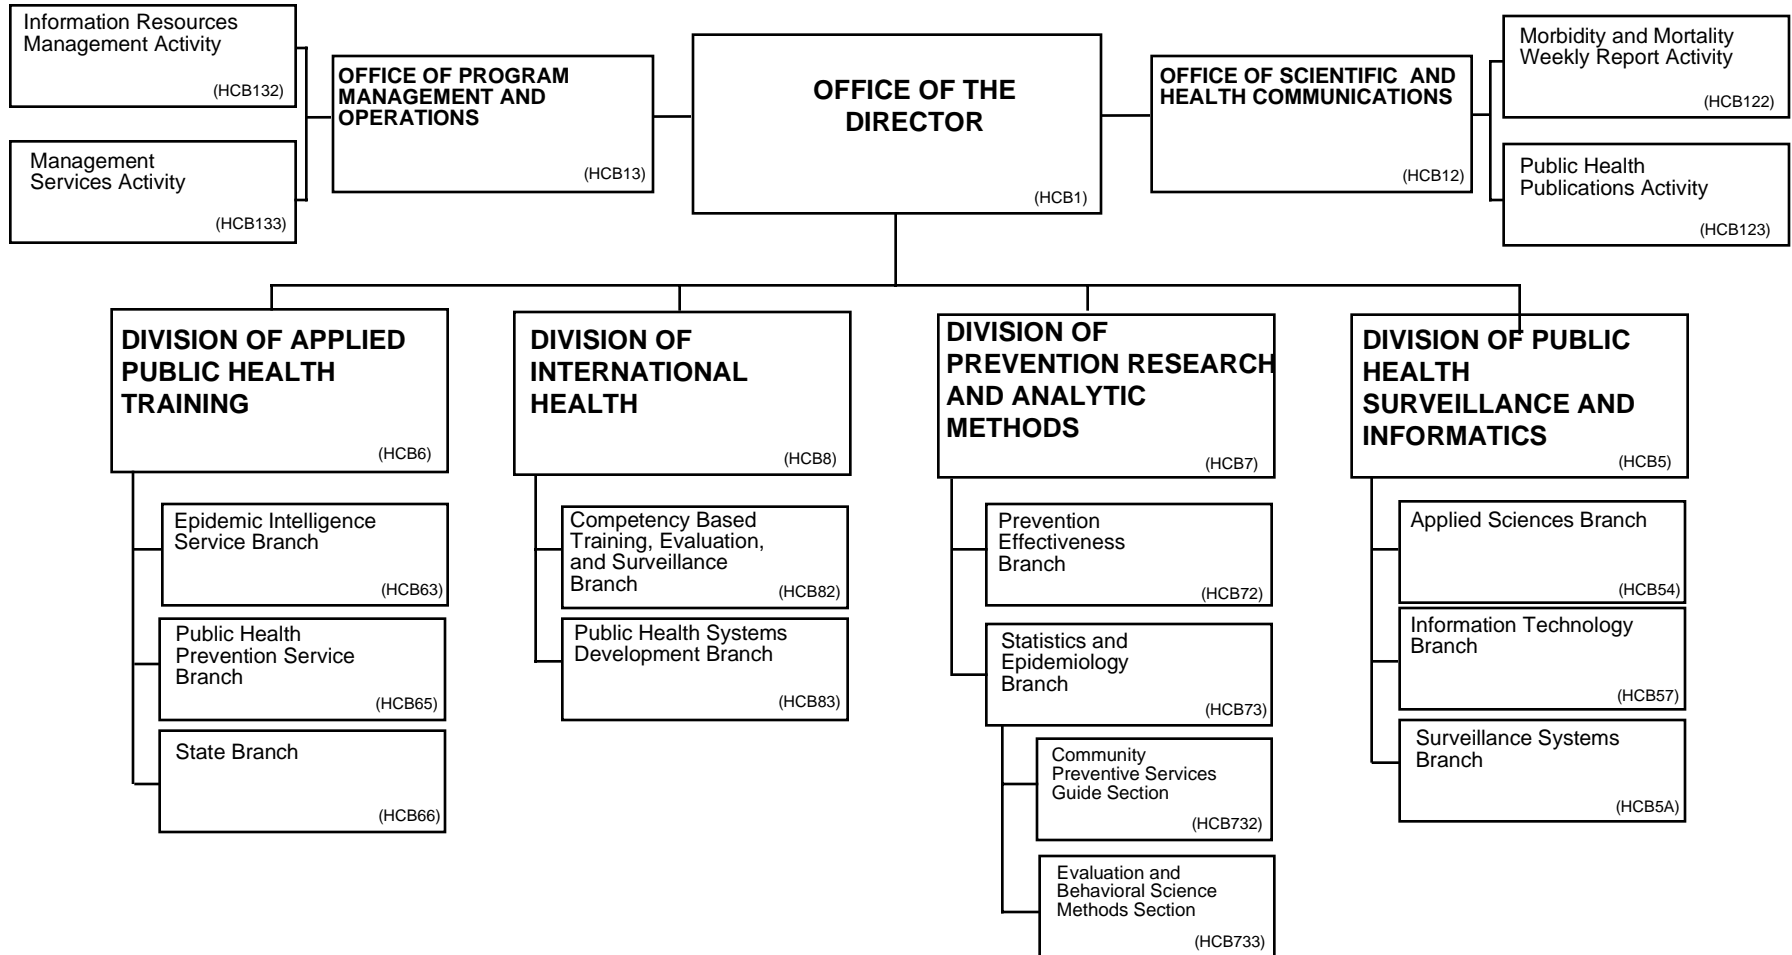 Information Resources
Management Activity
(HCB132)
Management
Services Activity
(HCB133)
OFFICE OF PROGRAM
MANAGEMENT AND
OPERATIONS
(HCB13)
OFFICE OF THE
DIRECTOR
(HCB1)
OFFICE OF SCIENTIFIC AND
HEALTH COMMUNICATIONS
(HCB12)
Morbidity and Mortality
Weekly Report Activity
(HCB122)
Public Health
Publications Activity
(HCB123)
DIVISION OF APPLIED
PUBLIC HEALTH
TRAINING
(HCB6)
Epidemic Intelligence
Service Branch
(HCB63)
Public Health
Prevention Service
Branch
(HCB65)
State Branch
(HCB66)
DIVISION OF
INTERNATIONAL
HEALTH
(HCB8)
Competency Based
Training, Evaluation,
and Surveillance
Branch
(HCB82)
Public Health Systems
Development Branch
(HCB83)
DIVISION OF
PREVENTION RESEARCH
AND ANALYTIC
METHODS
(HCB7)
Prevention
Effectiveness
Branch
(HCB72)
Statistics and
Epidemiology
Branch
(HCB73)
Community
Preventive Services
Guide Section
(HCB732)
Evaluation and
Behavioral Science
Methods Section
(HCB733)
DIVISION OF PUBLIC
HEALTH
SURVEILLANCE AND
INFORMATICS
(HCB5)
Applied Sciences Branch
(HCB54)
Information Technology
Branch
(HCB57)
Surveillance Systems
Branch
(HCB5A)